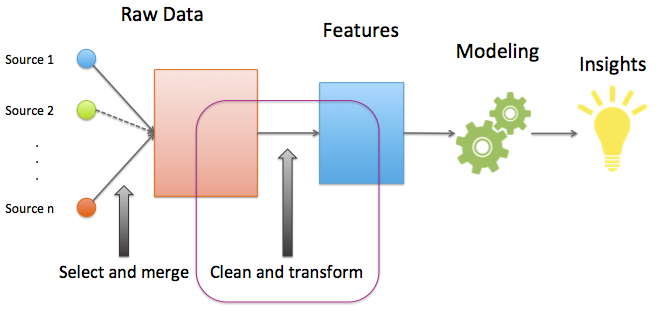 Raw Data
Features
Modeling
Insights
Source 1
Source 2
.
.
.
Source n
Select and merge
Clean and transform